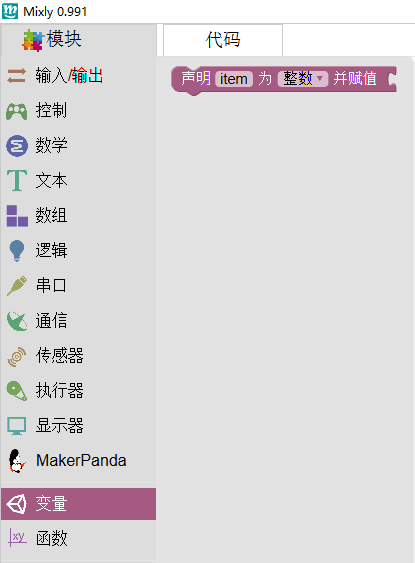 Mixly 0.991
模块
代码
声明 item 为 整数 并赋值
输入/输出
控制
数学
文本
数组
逻辑
串口
通信
传感器
执行器
显示器
MakerPanda
变量
xy 函数